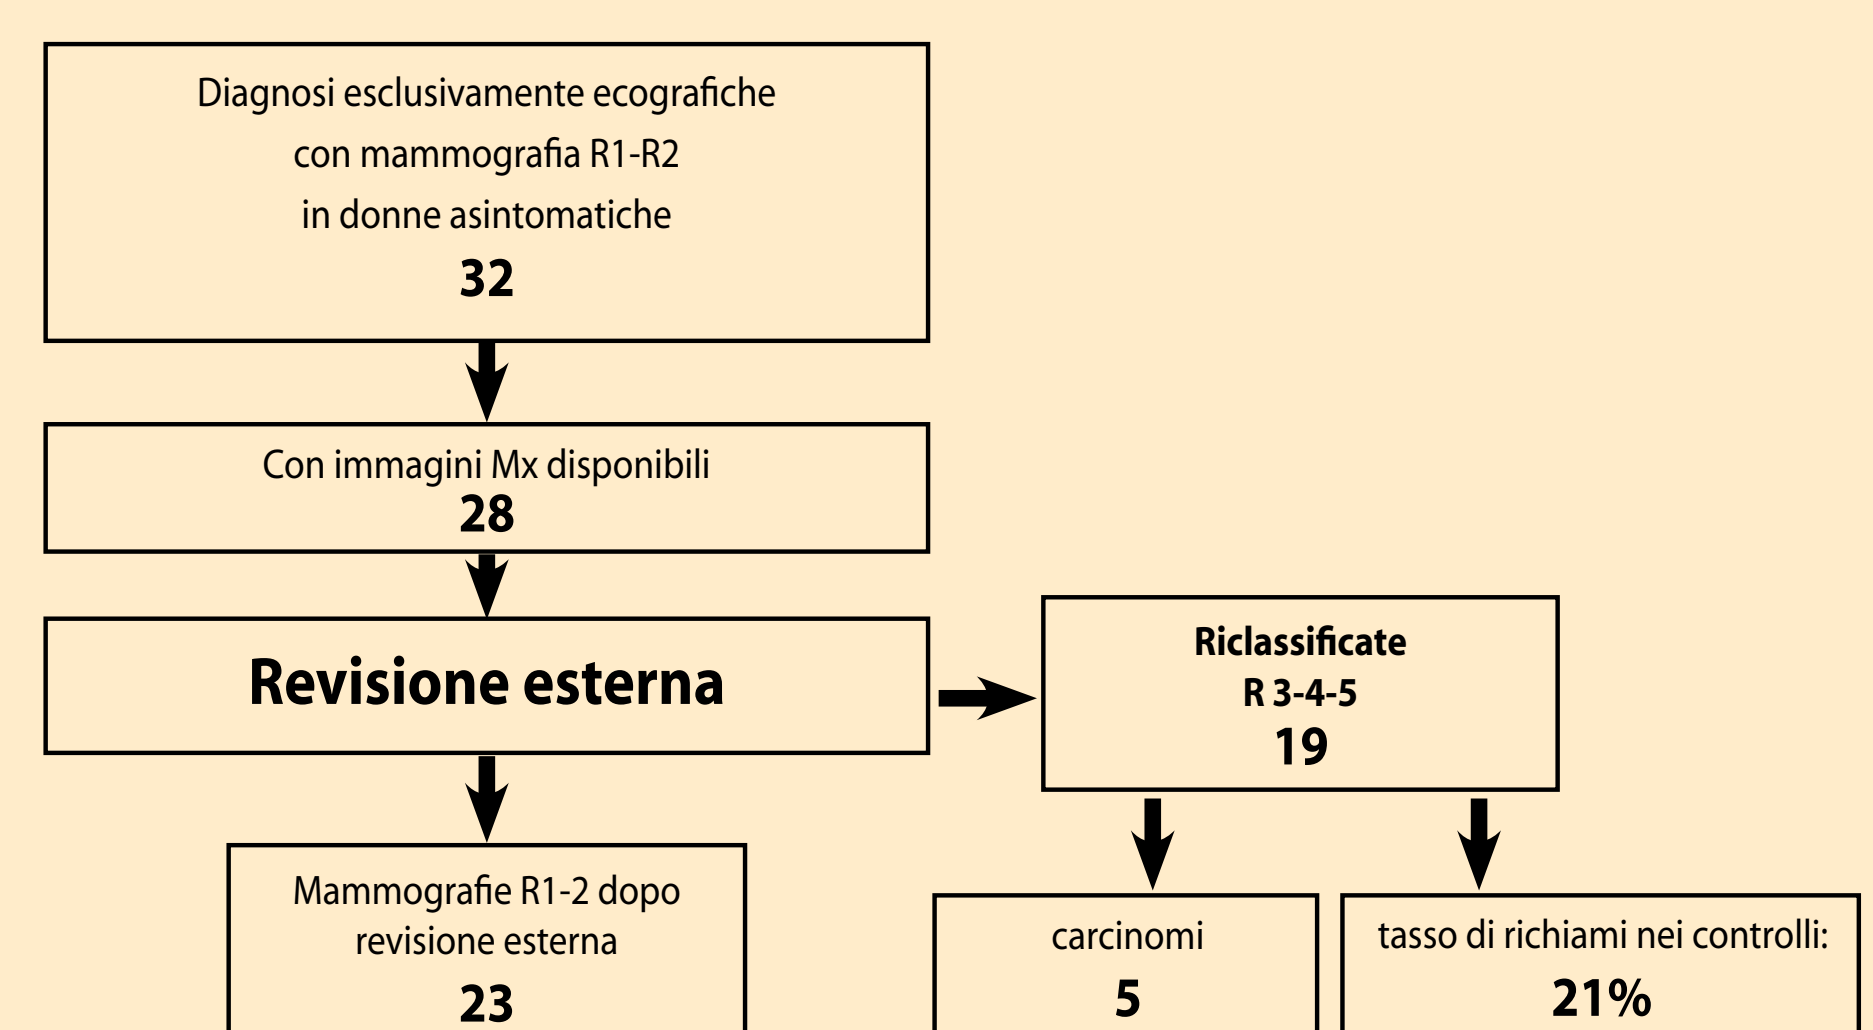 Diagnosi esclusivamente ecografiche
con mammografia R1-R2
in donne asintomatiche
32
Con immagini Mx disponibili
28
Revisione esterna
Riclassificate
R 3-4-5
19
Mammografie R1-2 dopo
revisione esterna
23
carcinomi
5
tasso di richiami nei controlli:
21%